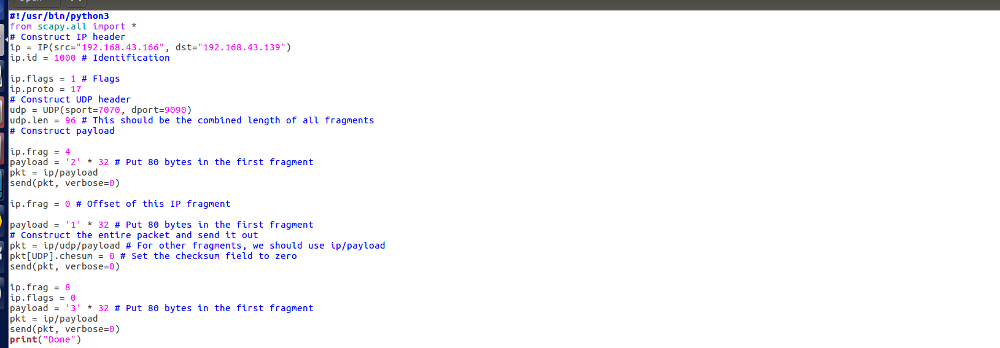 #!/usr/bin/python3
from scapy.all import *
# Construct IP header
ip = IP(src="192.168.43.166", dst="192.168.43.139")
ip.id = 1000 # Identification
ip.flags = 1 # Flags
ip.proto = 17
# Construct UDP header
udp = UDP(sport=7070, dport=9090)
udp.len = 96 # This should be the combined length of all fragments
# Construct payload
ip.frag = 4
payload = '2' * 32 # Put 80 bytes in the first fragment
pkt = ip/payload
send(pkt, verbose=0)
ip.frag = 0 # Offset of this IP fragment
payload = '1' * 32 # Put 80 bytes in the first fragment
# Construct the entire packet and send it out
pkt = ip/udp/payload # For other fragments, we should use ip/payload
pkt[UDP].chesum = 0 # Set the checksum field to zero
send(pkt, verbose=0)
ip.frag = 8
ip.flags = 0
payload = '3' * 32 # Put 80 bytes in the first fragment
pkt = ip/payload
send(pkt, verbose=0)
print("Done")